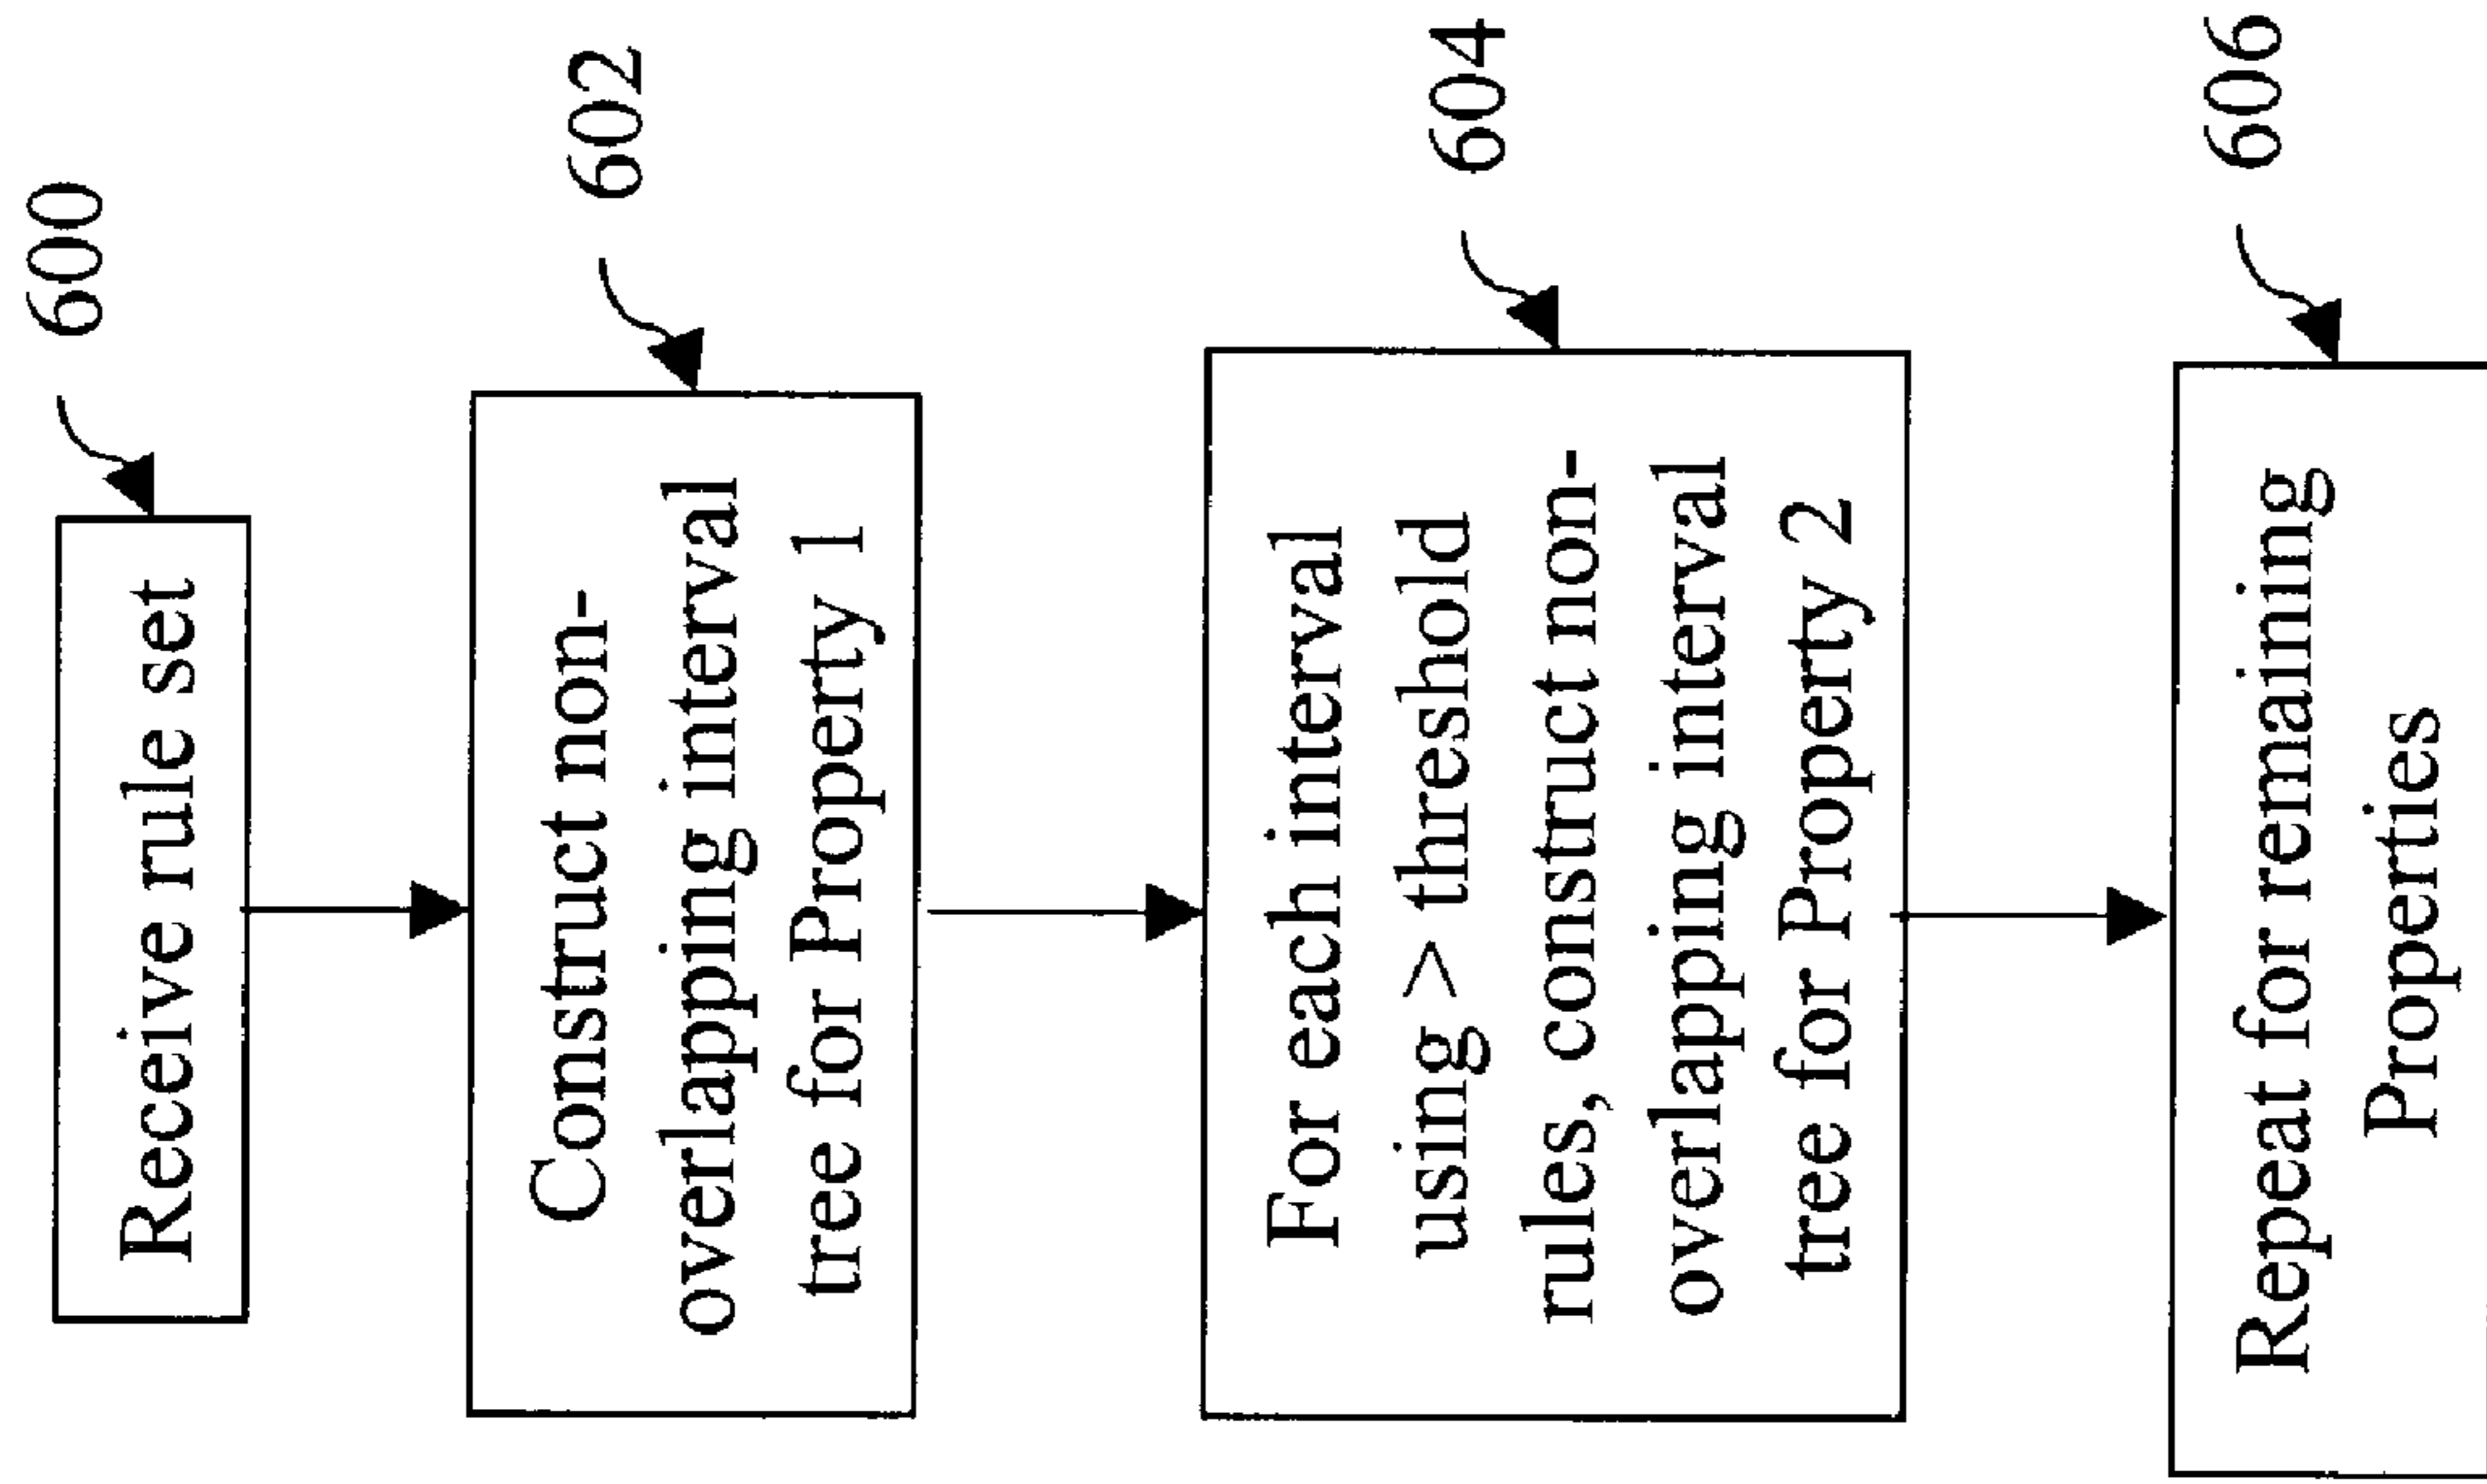 600
Receive rule set
602
Construct non-
overlapping interval
tree for Property 1
604
For each interval
using > threshold
rules, construct non-
overlapping interval
tree for Property 2
606
Repeat for remaining
Properties